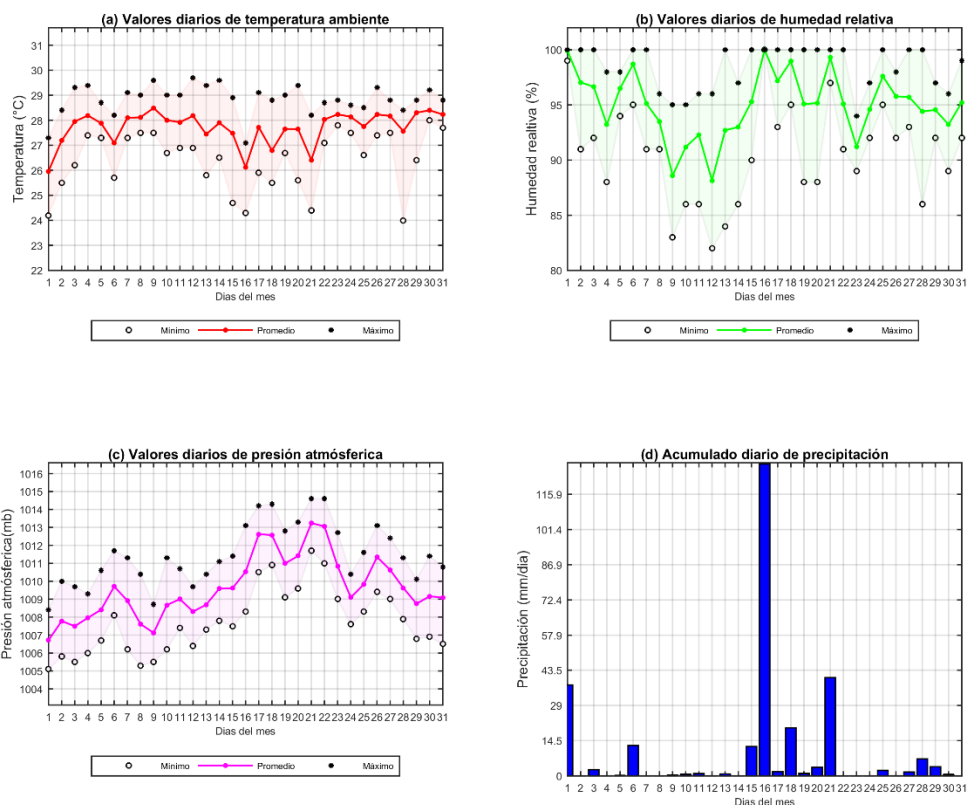 (a) Valores diarios de temperatura ambiente
Temperatura (°C)
31
30
29
28
27
26
25
24
23
22
1 2 3 4 5 6 7 8 9 10 11 12 13 14 15 16 17 18 19 20 21 22 23 24 25 26 27 28 29 30 31
Dias del mes
Mínimo Promedio Máximo
(b) Valores diarios de humedad relativa
Humedad realtiva (%)
100
95
90
85
80
1 2 3 4 5 6 7 8 9 10 11 12 13 14 15 16 17 18 19 20 21 22 23 24 25 26 27 28 29 30 31
Dias del mes
Mínimo Promedio Máximo
(c) Valores diarios de presión atmósferica
Presión atmósferica(mb)
1016
1015
1014
1013
1012
1011
1010
1009
1008
1007
1006
1005
1004
1 2 3 4 5 6 7 8 9 10 11 12 13 14 15 16 17 18 19 20 21 22 23 24 25 26 27 28 29 30 31
Dias del mes
Mínimo Promedio Máximo
(d) Acumulado diario de precipitación
Precipitación (mm/dia)
115.9
101.4
86.9
72.4
57.9
43.5
29
14.5
0
1 2 3 4 5 6 7 8 9 10 11 12 13 14 15 16 17 18 19 20 21 22 23 24 25 26 27 28 29 30 31
Dias del mes